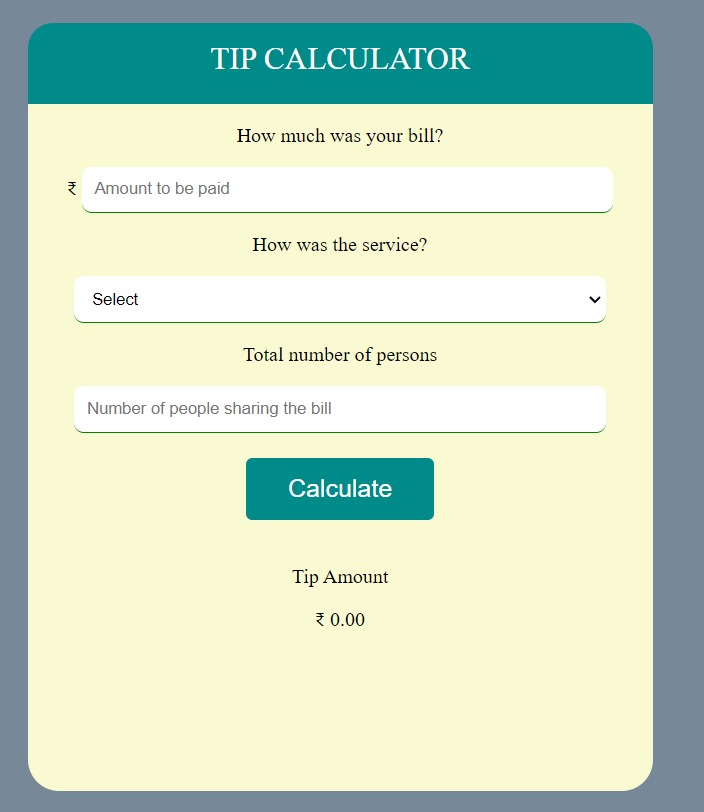 TIP CALCULATOR
How much was your bill?
₹ Amount to be paid
How was the service?
Select
Total number of persons
Number of people sharing the bill
Calculate
Tip Amount
₹ 0.00